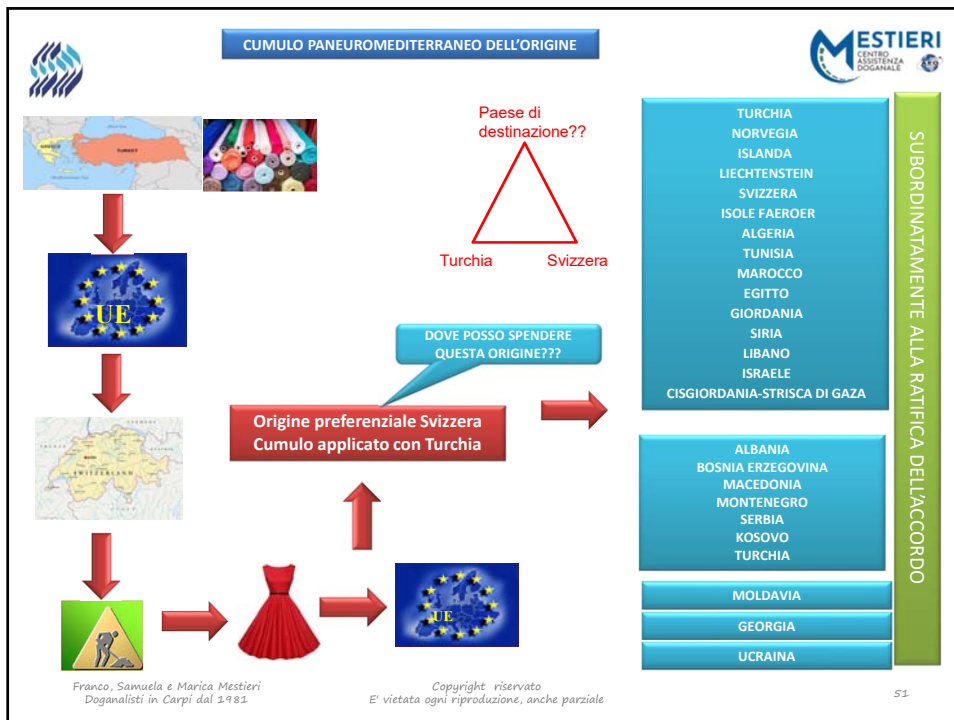 CUMULO PANEUROMEDITERRANEO DELL'ORIGINE
MESTIERI
CENTRO
ASSISTENZA
DOGANALE
GREECE
TURKEY
UE
SWITZERLAND
UE
Paese di
destinazione??
Turchia
Svizzera
DOVE POSSO SPENDERE
QUESTA ORIGINE???
Origine preferenziale Svizzera
Cumulo applicato con Turchia
TURCHIA
NORVEGIA
ISLANDA
LIECHTENSTEIN
SVIZZERA
ISOLE FAEROER
ALGERIA
TUNISIA
MAROCCO
EGITTO
GIORDANIA
SIRIA
LIBANO
ISRAELE
CISGIORDANIA-STRISCA DI GAZA
ALBANIA
BOSNIA ERZEGOVINA
MACEDONIA
MONTENEGRO
SERBIA
KOSOVO
TURCHIA
MOLDAVIA
GEORGIA
UCRAINA
SUBORDINATAMENTE ALLA RATIFICA DELL'ACCORDO
Franco, Samuela e Marica Mestieri
Doganalisti in Carpi dal 1981
Copyright riservato
E' vietata ogni riproduzione, anche parziale
51